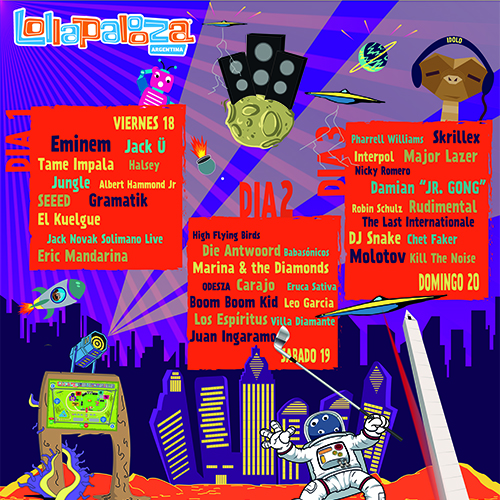 Lollapalooza
ARGENTINA
IDOLO
DIA 1
VIERNES 18
Eminem Jack Ü
Tame Impala Halsey
Jungle Albert Hammond Jr
SEEED Gramatik
El Kuelgue
Jack Novak Solimano Live
Eric Mandarina
DIA 2
High Flying Birds
Die Antwoord Babasónicos
Marina & the Diamonds
ODESZA Carajo Eruca Sativa
Boom Boom Kid Leo Garcia
Los Espíritus Villa Diamante
Juan Ingaramo
SABADO 19
DIA 3
Pharrell Williams Skrillex
Interpol Major Lazer
Nicky Romero
Damian "JR. GONG"
Robin Schulz Rudimental
The Last Internationale
DJ Snake Chet Faker
Molotov Kill The Noise
DOMINGO 20